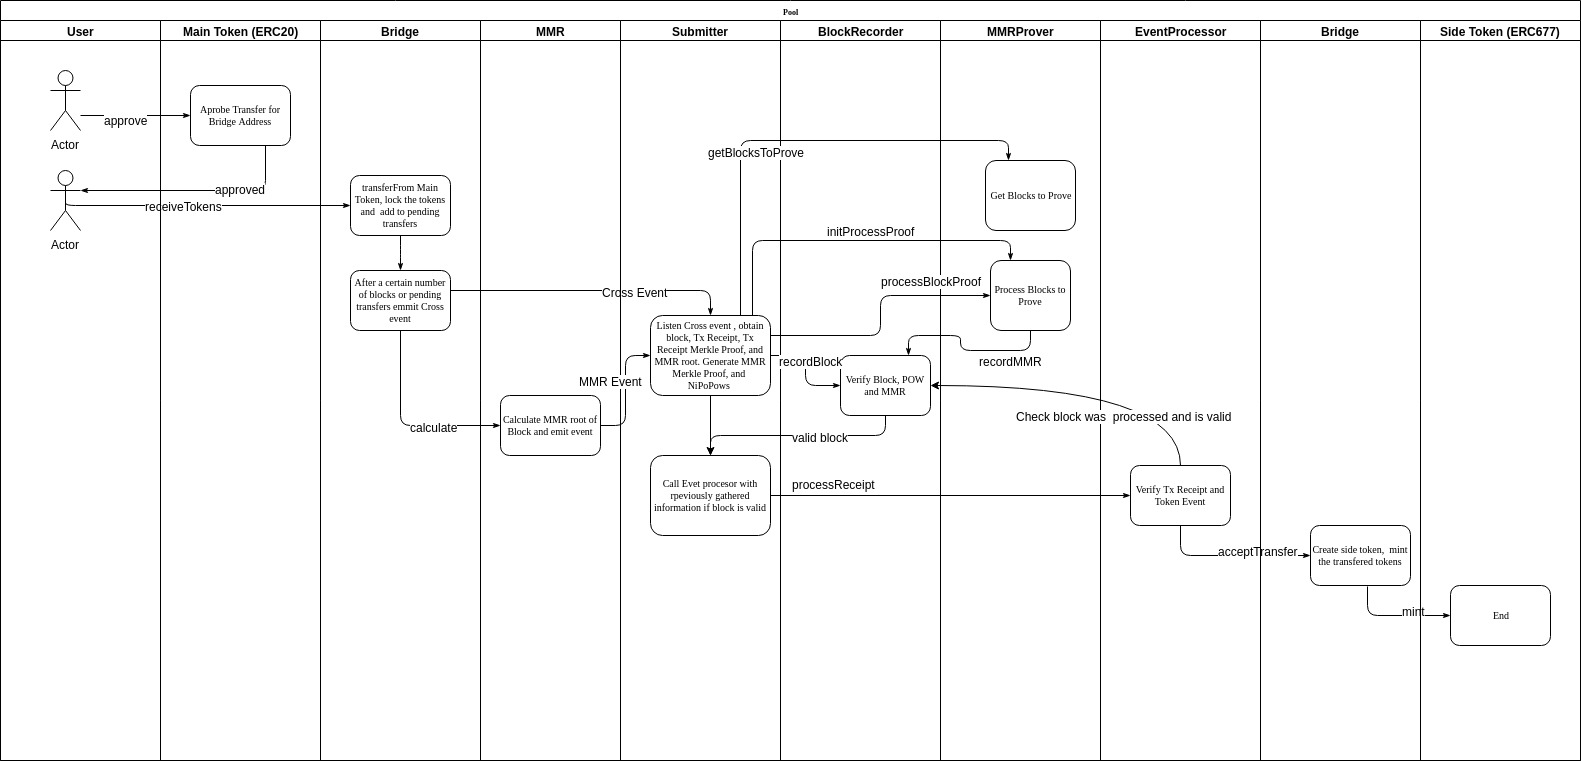 Pool
User
Main Token (ERC20)
Bridge
MMR
Submitter
BlockRecorder
MMRProver
EventProcessor
Bridge
Side Token (ERC677)
Actor
approve
Aprobe Transfer for
Bridge Address
approved
Actor
receiveTokens
transferFrom Main
Token, lock the tokens
and  add to pending
transfers
After a certain number
of blocks or pending
transfers emmit Cross
event
Cross Event
calculate
Calculate MMR root of
Block and emit event
MMR Event
Listen Cross event , obtain
block, Tx Receipt, Tx
Receipt Merkle Proof, and
MMR root. Generate MMR
Merkle Proof, and
NiPoPows
getBlocksToProve
Get Blocks to Prove
initProcessProof
processBlockProof
Process Blocks to
Prove
recordMMR
recordBlock
Verify Block, POW
and MMR
valid block
Call Evet procesor with
rpeviously gathered
information if block is valid
processReceipt
Check block was  processed and is valid
Verify Tx Receipt and
Token Event
acceptTransfer
Create side token,  mint
the transfered tokens
mint
End